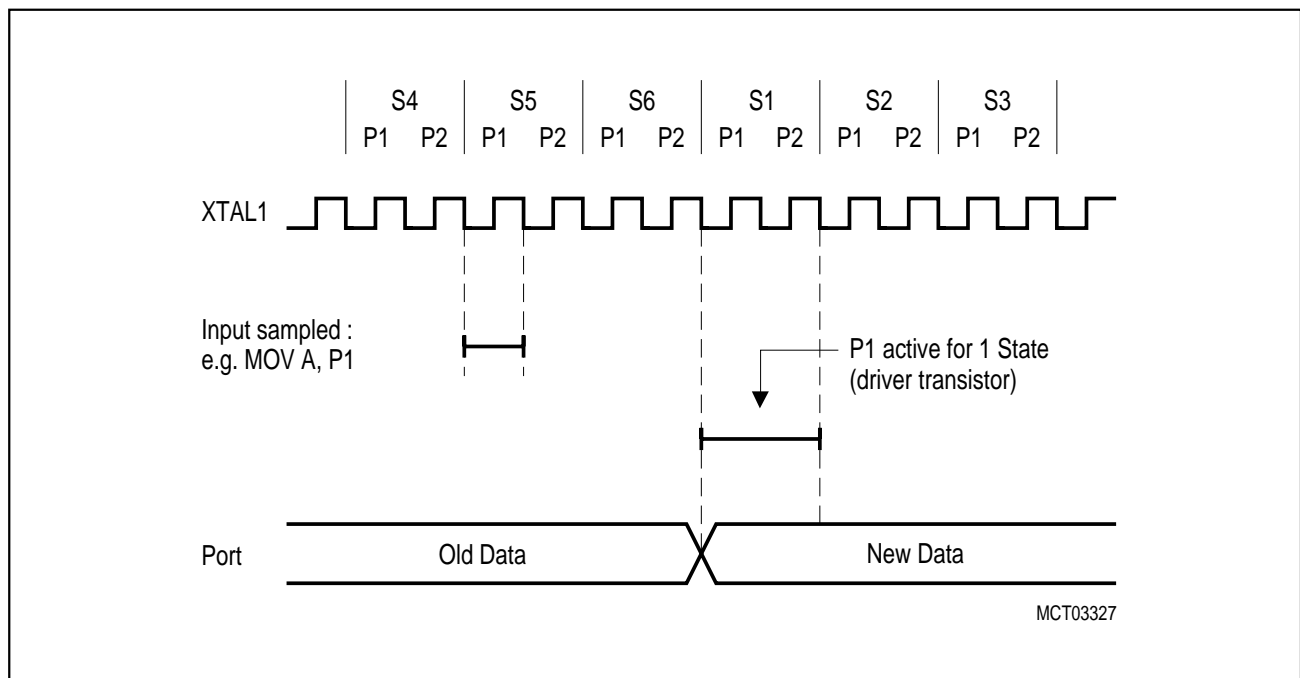 S4 S5 S6 S1 S2 S3
P1 P2 P1 P2 P1 P2 P1 P2 P1 P2 P1 P2
XTAL1
Input sampled :
e.g. MOV A, P1
P1 active for 1 State
(driver transistor)
Port Old Data New Data
MCT03327